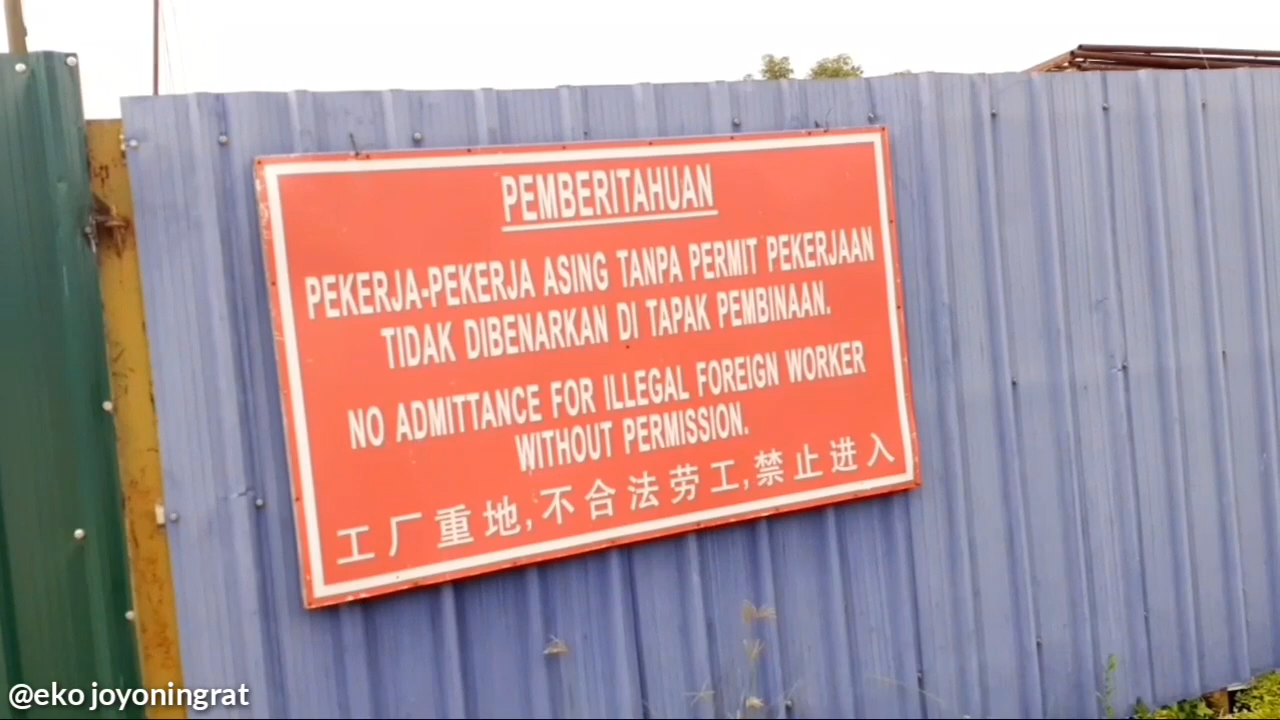 PEMBERITAHUAN
PEKERJA-PEKERJA ASING TANPA PERMIT PEKERJAAN
TIDAK DIBENARKAN DI TAPAK PEMBINAAN.
NO ADMITTANCE FOR ILLEGAL FOREIGN WORKER
WITHOUT PERMISSION.
工厂重地,不合法劳工,禁止进入
@eko joyoningrat